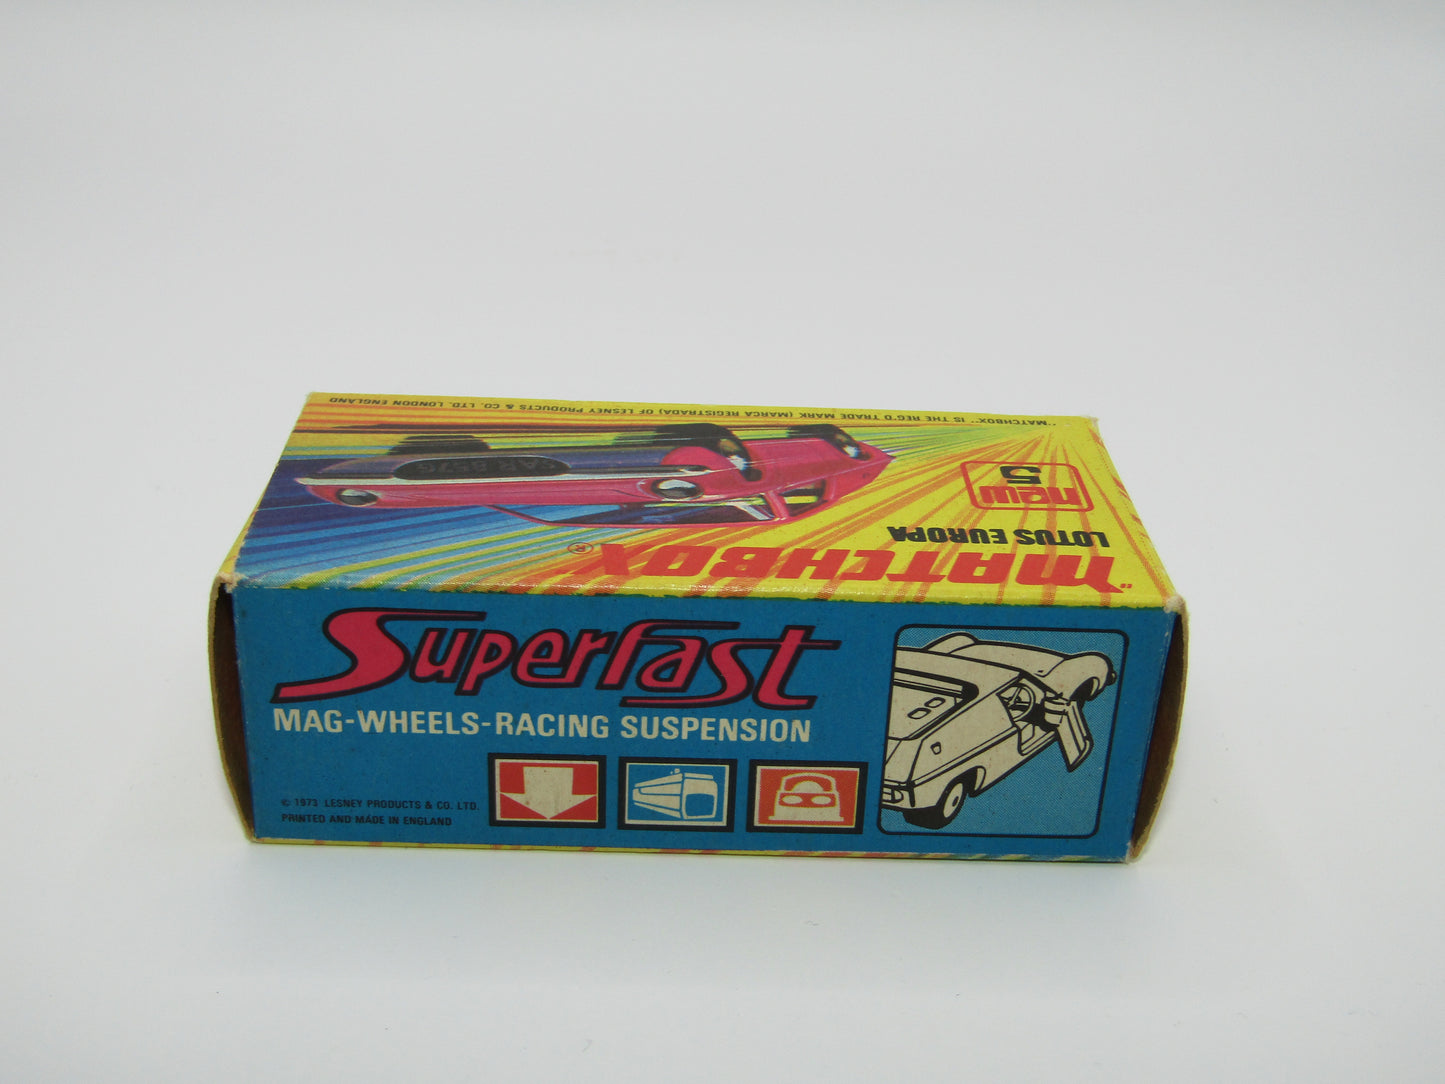 "MATCHBOX" IS THE REG'D TRADE MARK (MARCA REGISTRADA) OF LESNEY PRODUCTS & CO. LTD. LONDON ENGLAND
new
5
LOTUS EUROPA
"MATCHBOX®
Superfast
MAG-WHEELS-RACING SUSPENSION
© 1973 LESNEY PRODUCTS & CO. LTD.
PRINTED AND MADE IN ENGLAND